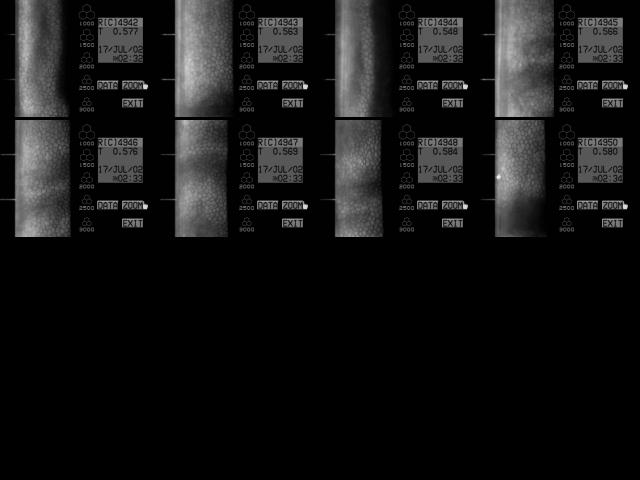 1000 R(C)4942
T 0.577
1500
17/JUL/02
PM02:32
2000
DATA ZOOM
2500
EXIT
3000
1000 R(C)4943
T 0.563
1500
17/JUL/02
PM02:32
2000
DATA ZOOM
2500
EXIT
3000
1000 R(C)4944
T 0.548
1500
17/JUL/02
PM02:32
2000
DATA ZOOM
2500
EXIT
3000
1000 R(C)4945
T 0.566
1500
17/JUL/02
PM02:33
2000
DATA ZOOM
2500
EXIT
3000
1000 R(C)4946
T 0.576
1500
17/JUL/02
PM02:33
2000
DATA ZOOM
2500
EXIT
3000
1000 R(C)4947
T 0.569
1500
17/JUL/02
PM02:33
2000
DATA ZOOM
2500
EXIT
3000
1000 R(C)4948
T 0.584
1500
17/JUL/02
PM02:33
2000
DATA ZOOM
2500
EXIT
3000
1000 R(C)4950
T 0.580
1500
17/JUL/02
PM02:34
2000
DATA ZOOM
2500
EXIT
3000